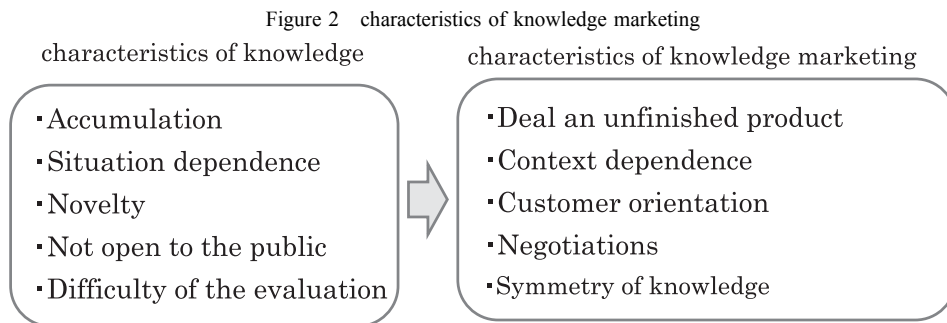 Figure 2 characteristics of knowledge marketing
characteristics of knowledge
・Accumulation
・Situation dependence
・Novelty
・Not open to the public
・Difficulty of the evaluation
characteristics of knowledge marketing
・Deal an unfinished product
・Context dependence
・Customer orientation
・Negotiations
・Symmetry of knowledge